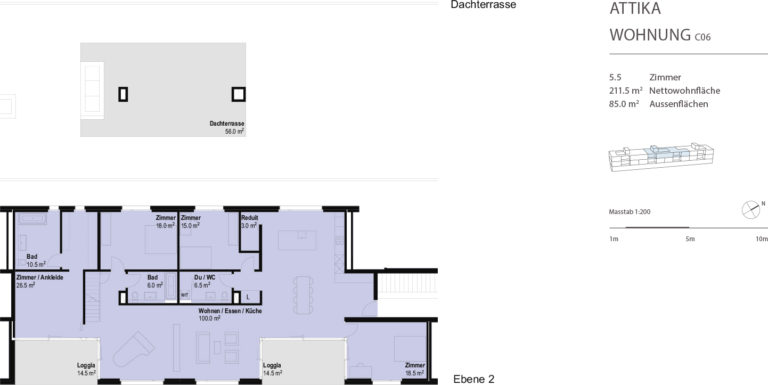 Dachterrasse
ATTIKA
WOHNUNG C06
5.5 Zimmer
211.5 m² Nettowohnfläche
85.0 m² Aussenflächen
Dachterrasse
56.0 m²
Masstab 1:200
N
1m 5m 10m
Zimmer
18.0 m²
Zimmer
15.0 m²
Reduit
3.0 m²
Bad
10.5 m²
Zimmer / Ankleide
26.5 m²
Bad
6.0 m²
Du / WC
6.5 m²
WT
L
Wohnen / Essen / Küche
100.0 m²
Loggia
14.5 m²
Loggia
14.5 m²
Zimmer
18.5 m²
Ebene 2